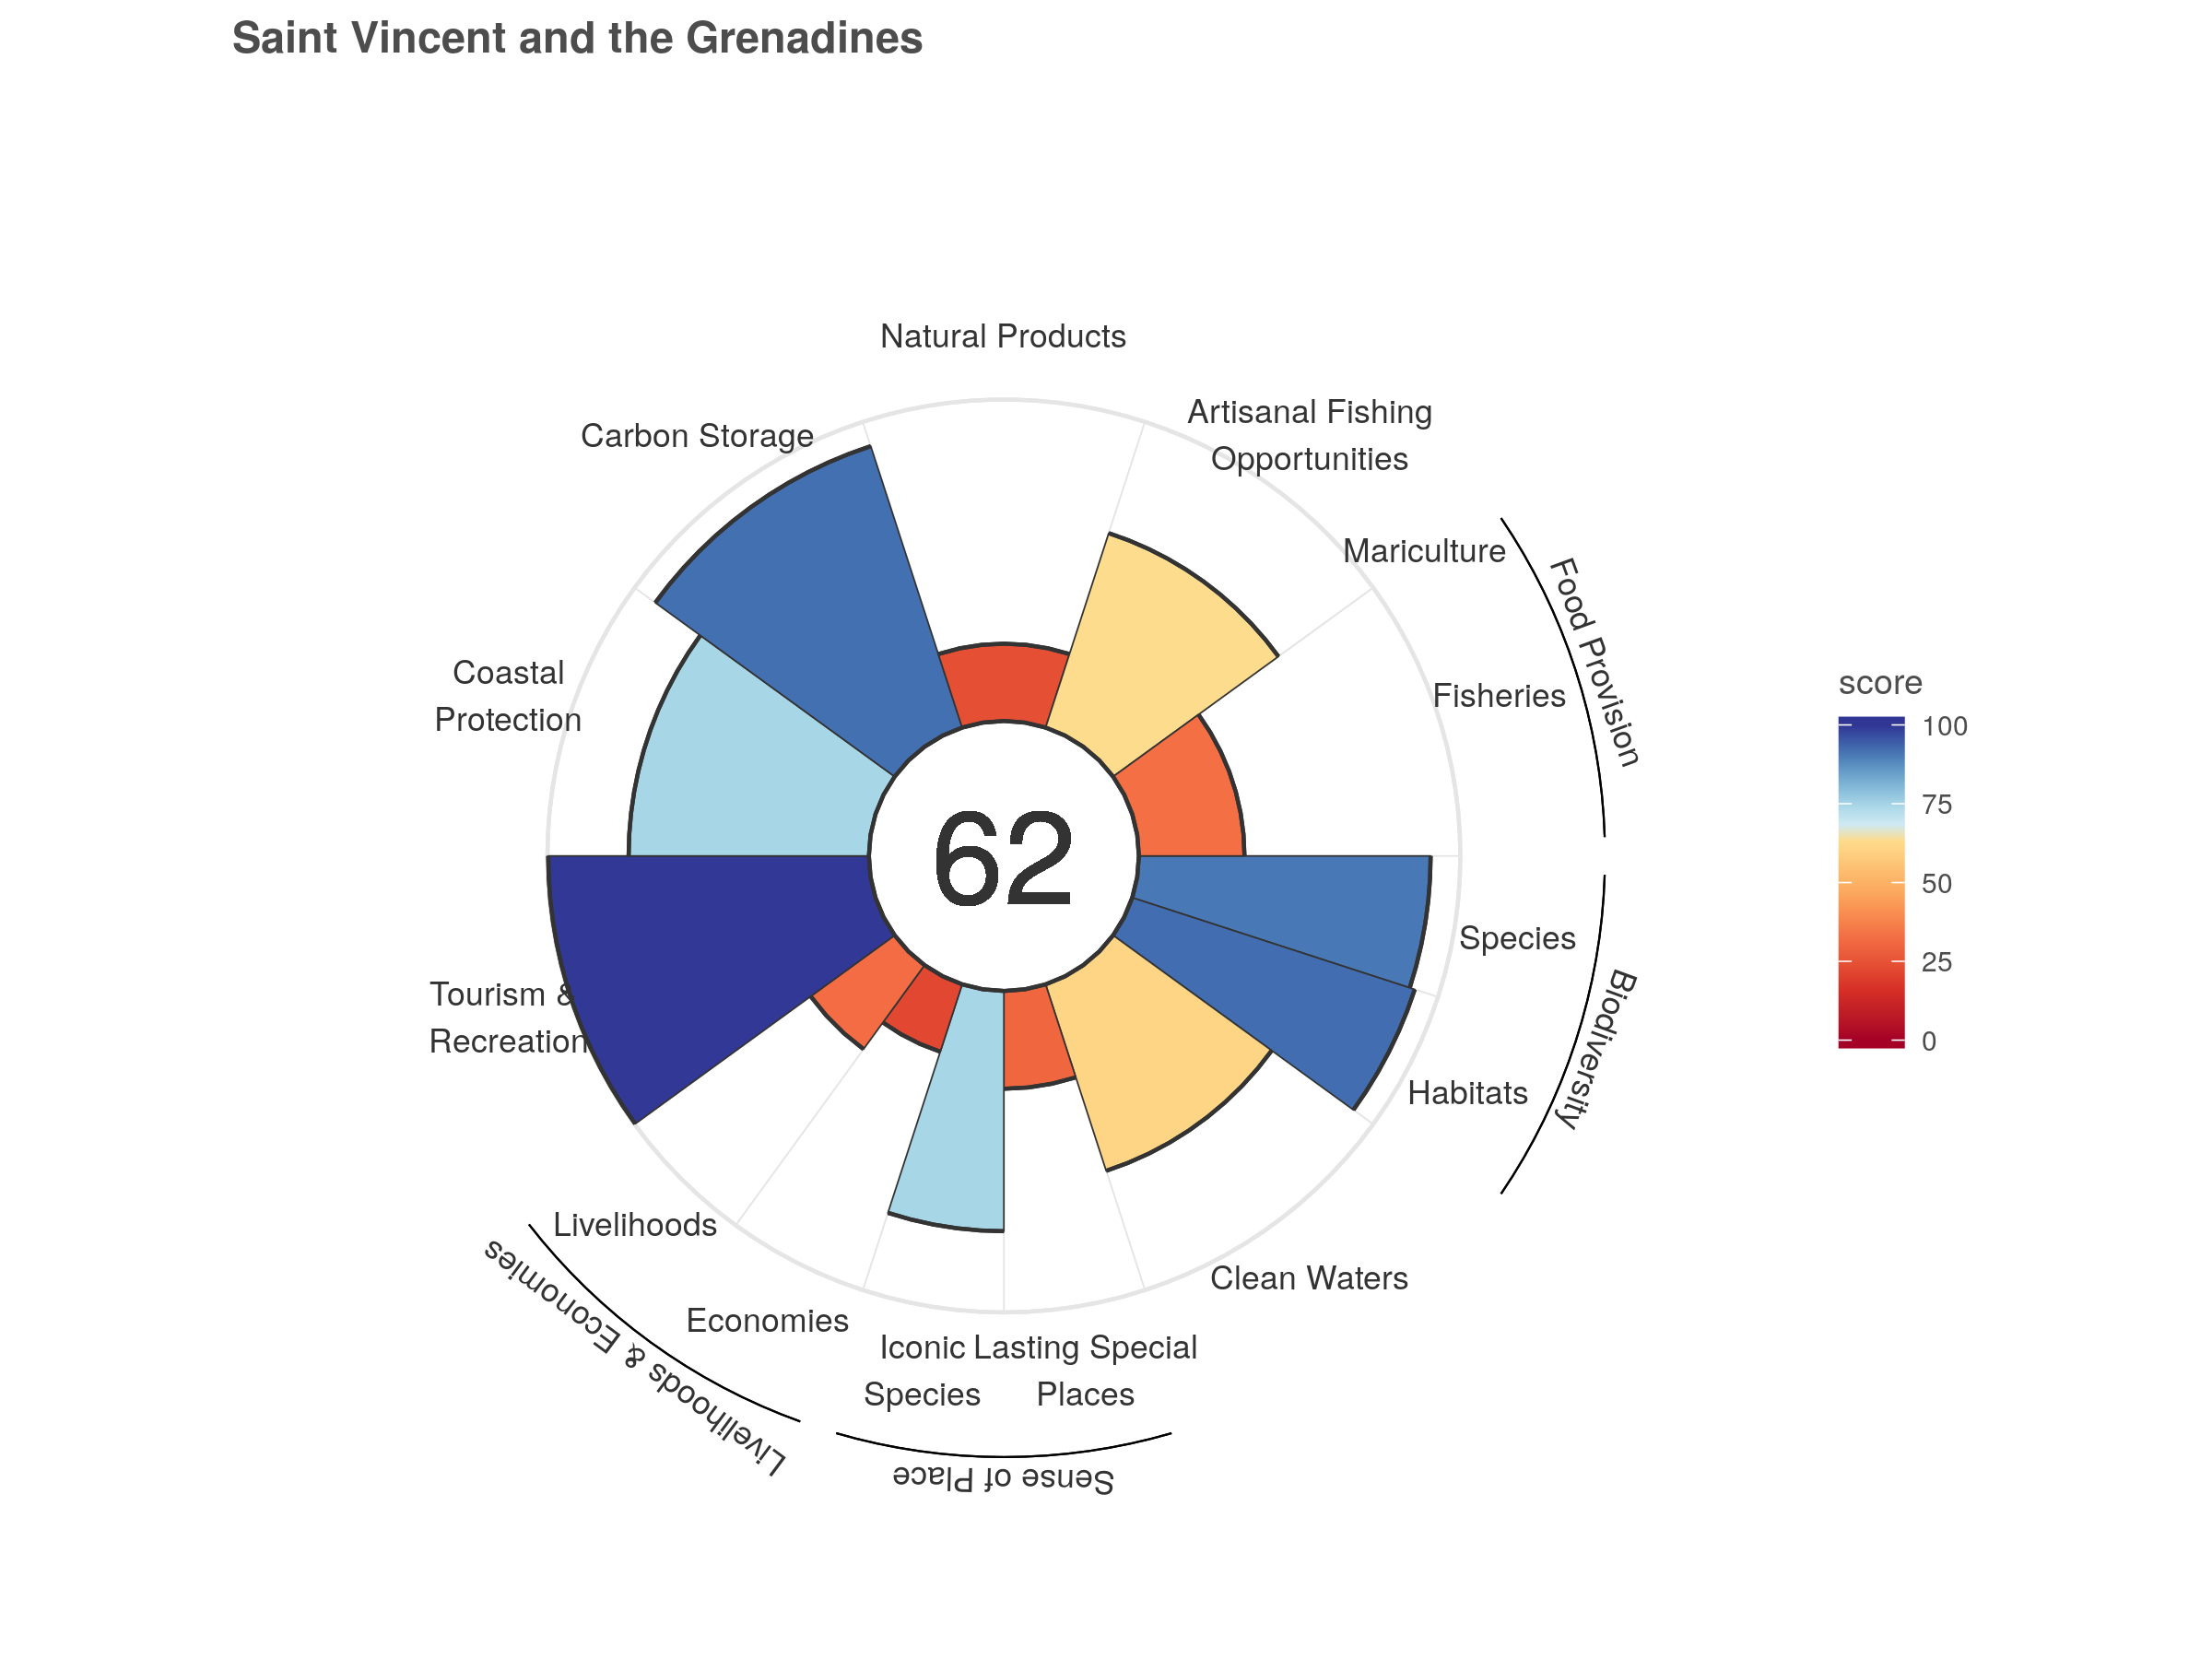 Saint Vincent and the Grenadines
Natural Products
Artisanal Fishing
Opportunities
Carbon Storage
Mariculture
Food Provision
Fisheries
Coastal
Protection
62
Species
Biodiversity
Habitats
Tourism &
Recreation
Livelihoods
Livelihoods & Economies
Economies
Clean Waters
Iconic
Species
Lasting Special
Places
Sense of Place
score
100
75
50
25
0